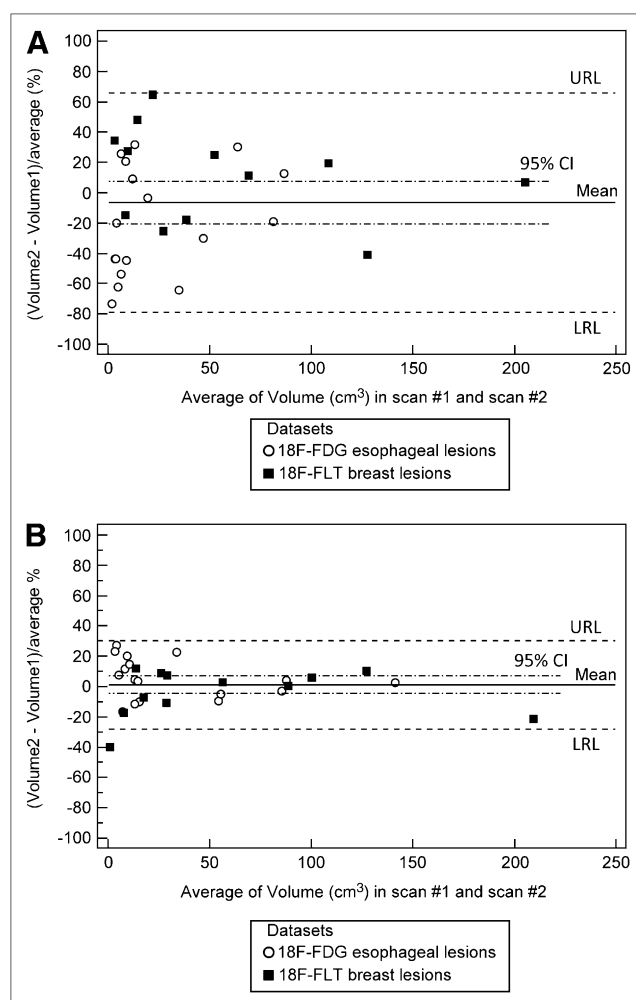 A
100
80
60
40
20
0
-20
-40
-60
-80
-100
(Volume2 - Volume1)/average (%)
URL
95% CI
Mean
LRL
0 50 100 150 200 250
Average of Volume (cm³) in scan #1 and scan #2
Datasets
18F-FDG esophageal lesions
18F-FLT breast lesions
B
100
80
60
40
20
0
-20
-40
-60
-80
-100
(Volume2 - Volume1)/average %
URL
95% CI
Mean
LRL
0 50 100 150 200 250
Average of Volume (cm³) in scan #1 and scan #2
Datasets
18F-FDG esophageal lesions
18F-FLT breast lesions